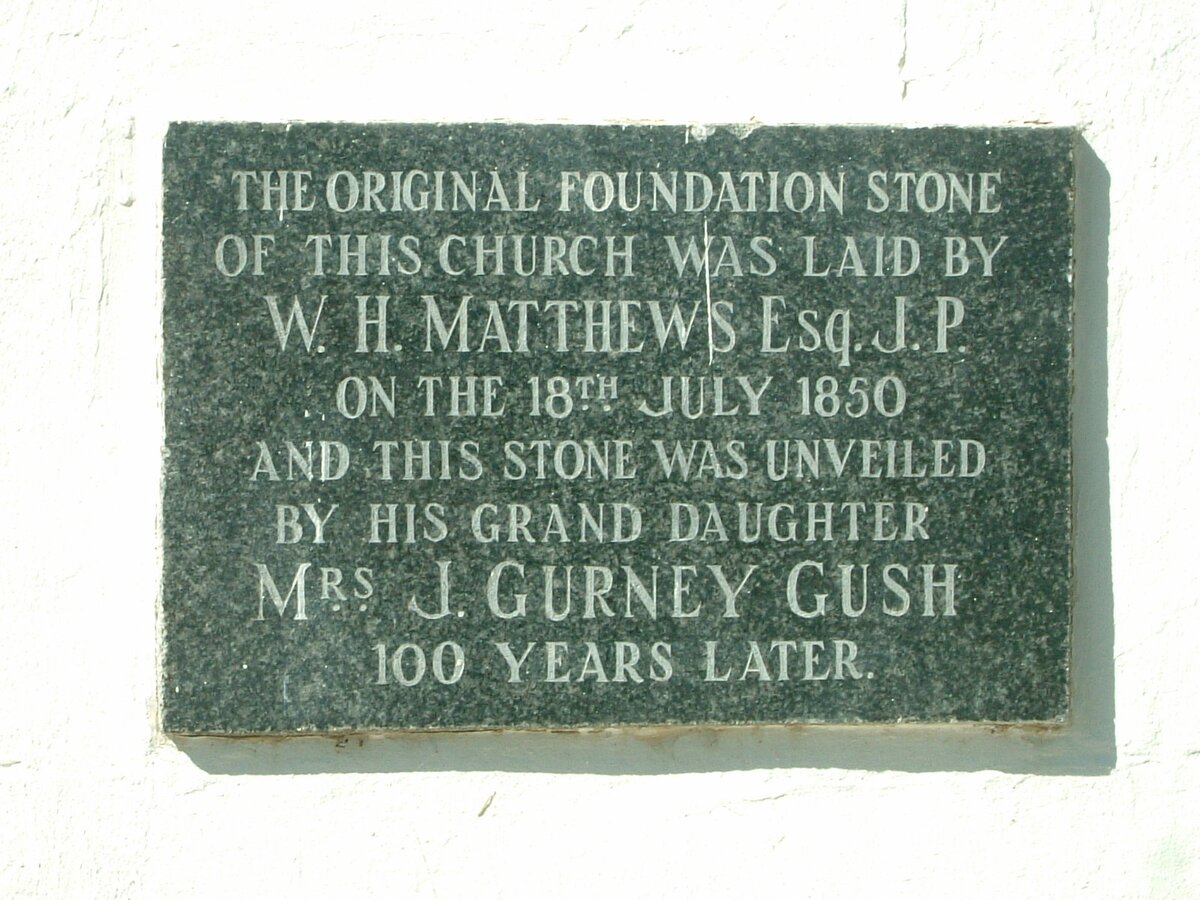 THE ORIGINAL FOUNDATION STONE
OF THIS CHURCH WAS LAID BY
W. H. MATTHEWS Esq. J. P.
ON THE 18TH JULY 1850
AND THIS STONE WAS UNVEILED
BY HIS GRAND DAUGHTER
MRS J. GURNEY GUSH
100 YEARS LATER.